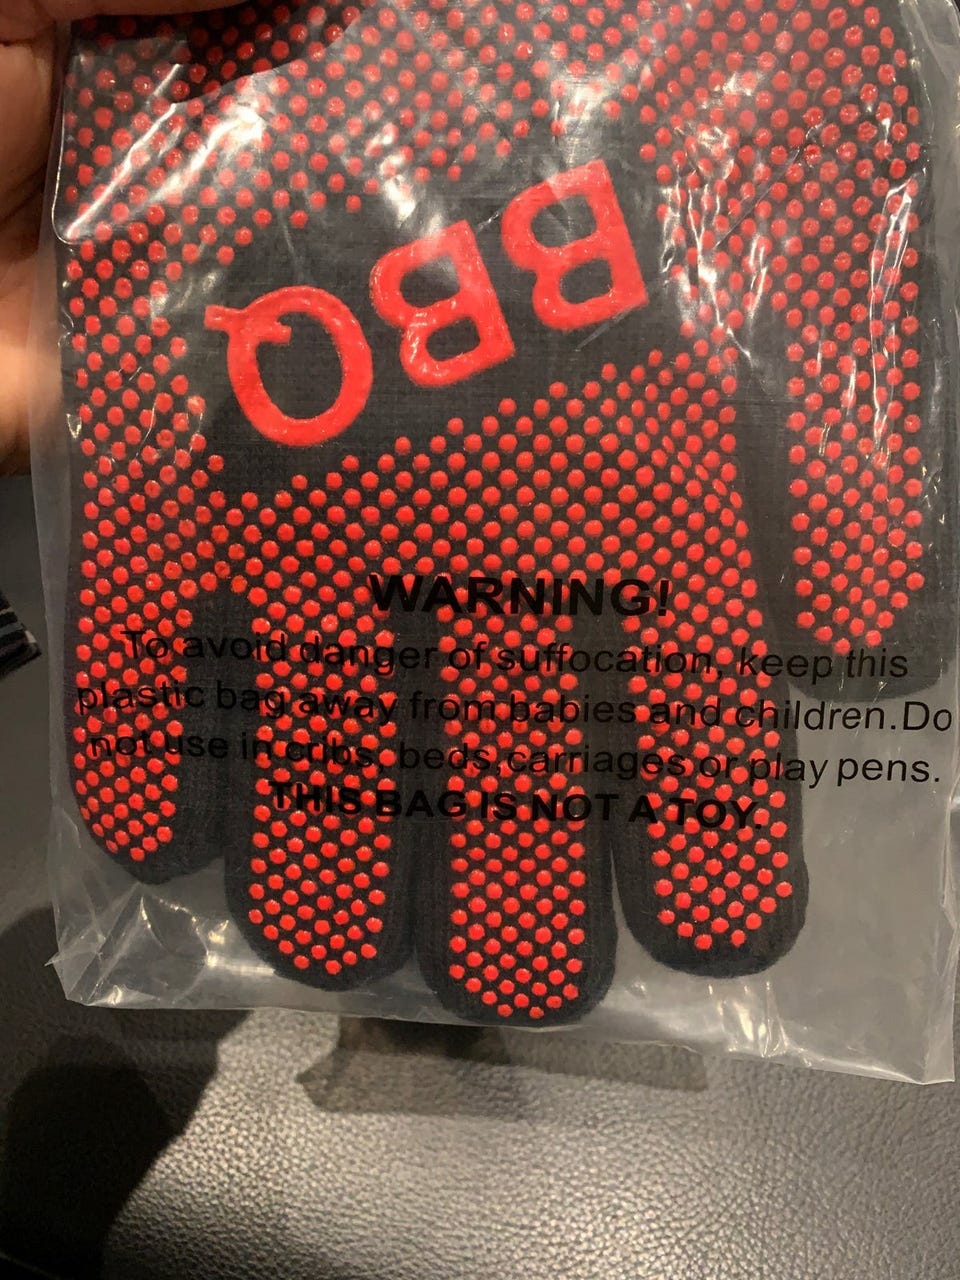 BBQ
WARNING!
To avoid danger of suffocation, keep this
plastic bag away from babies and children.Do
not use in cribs, beds,carriages or play pens.
THIS BAG IS NOT A TOY.